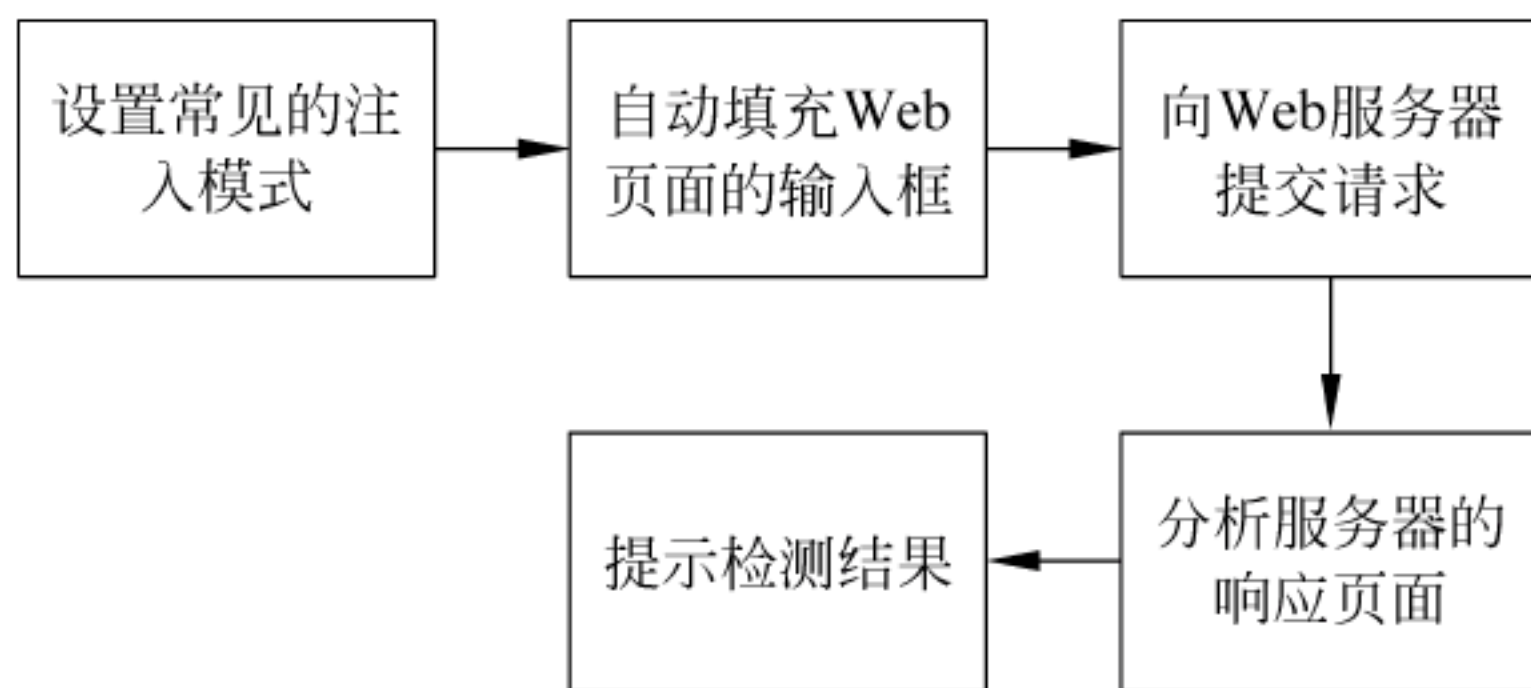 设置常见的注
入模式
自动填充Web
页面的输入框
向Web服务器
提交请求
分析服务器的
响应页面
提示检测结果